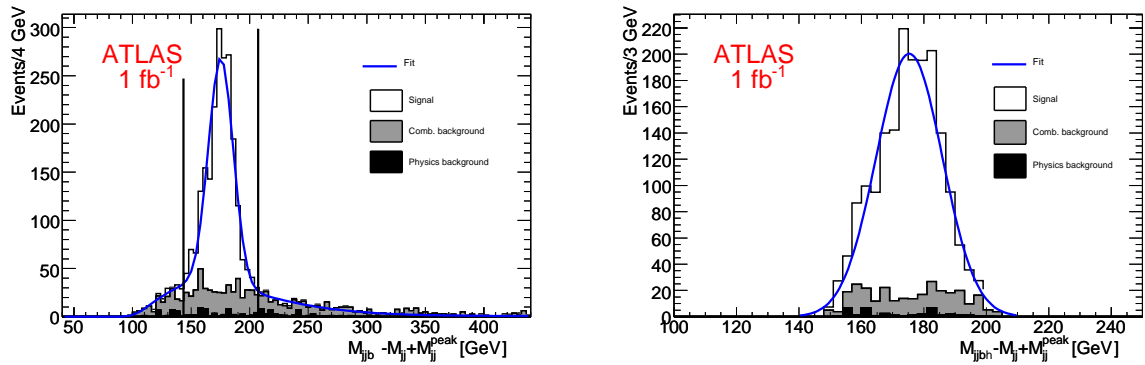 Events/4 GeV
300
250
200
150
100
50
0
ATLAS
1 fb-1
Fit
Signal
Comb. background
Physics background
50 100 150 200 250 300 350 400
Mjjb -Mjj+Mjjpeak [GeV]
Events/3 GeV
220
200
180
160
140
120
100
80
60
40
20
0
ATLAS
1 fb-1
Fit
Signal
Comb. background
Physics background
100 120 140 160 180 200 220 240
Mjjbh-Mjj+Mjjpeak [GeV]